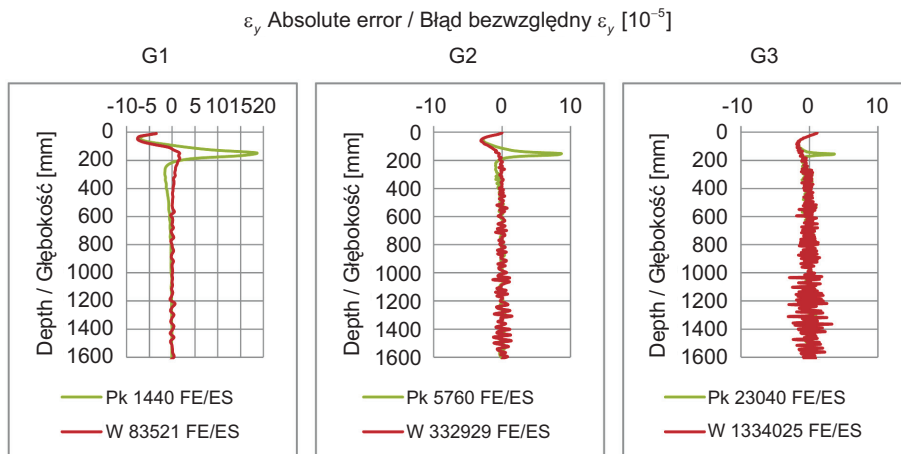 εy Absolute error / Błąd bezwzględny εy [10⁻⁵]
G1
-10-5 0 5 101520
Depth / Głębokość [mm]
0
200
400
600
800
1000
1200
1400
1600
Pk 1440 FE/ES
W 83521 FE/ES
G2
-10 0 10
Depth / Głębokość [mm]
0
200
400
600
800
1000
1200
1400
1600
Pk 5760 FE/ES
W 332929 FE/ES
G3
-10 0 10
Depth / Głębokość [mm]
0
200
400
600
800
1000
1200
1400
1600
Pk 23040 FE/ES
W 1334025 FE/ES